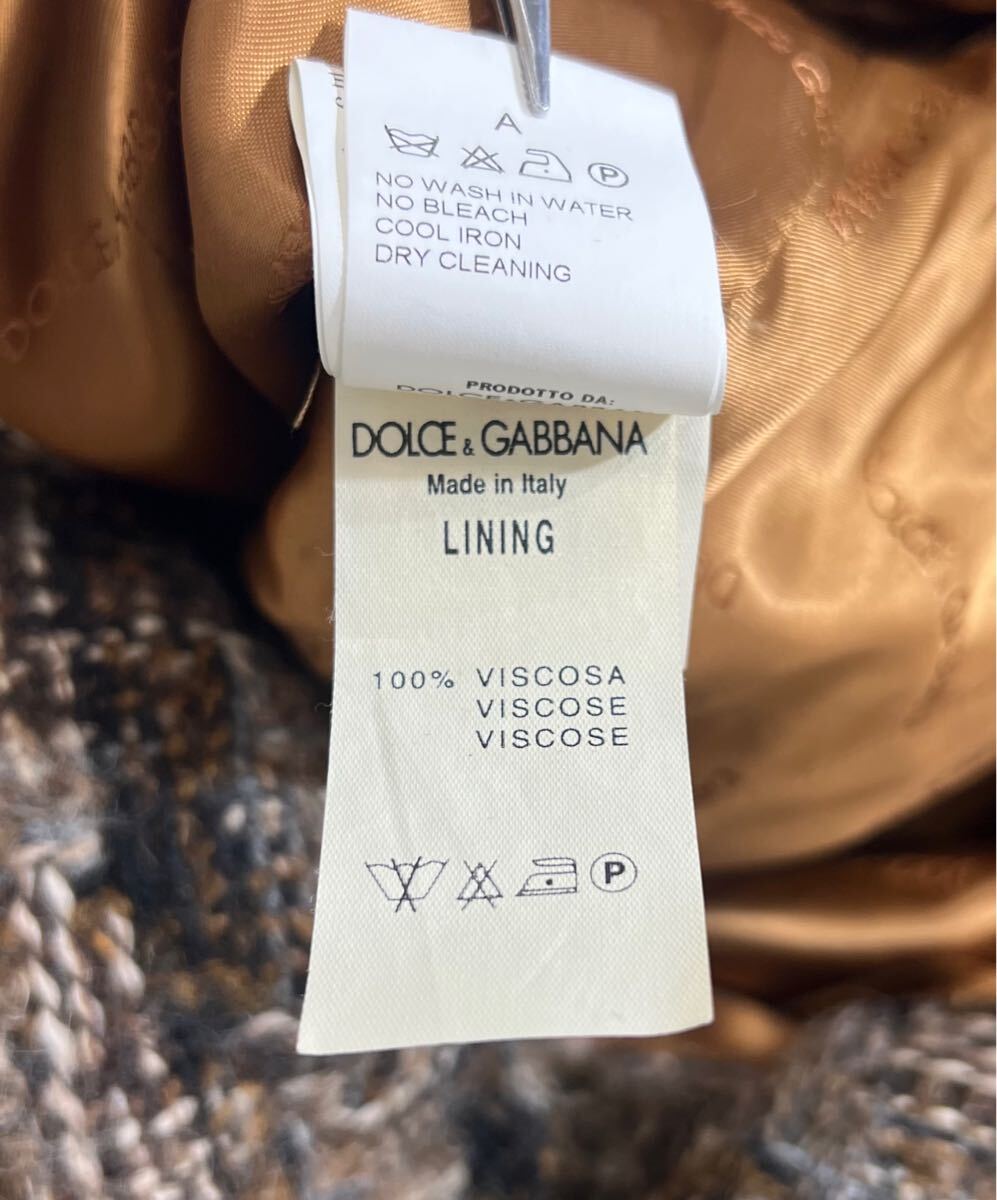 A
P
NO WASH IN WATER
NO BLEACH
COOL IRON
DRY CLEANING
PRODOTTO DA:
DOLCE & GABBANA
Made in Italy
LINING
100% VISCOSA
VISCOSE
VISCOSE
P